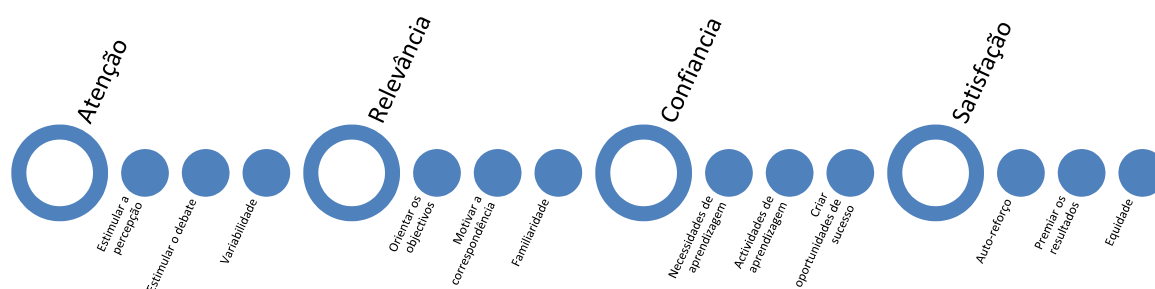 Atenção
Estimular a
percepção
Estimular o debate
Variabilidade
Relevância
Orientar os
objectivos
Motivar a
correspondência
Familiaridade
Confiancia
Necessidades de
aprendizagem
Actividades de
aprendizagem
Criar
oportunidades de
sucesso
Satisfação
Auto-reforço
Premiar os
resultados
Equidade